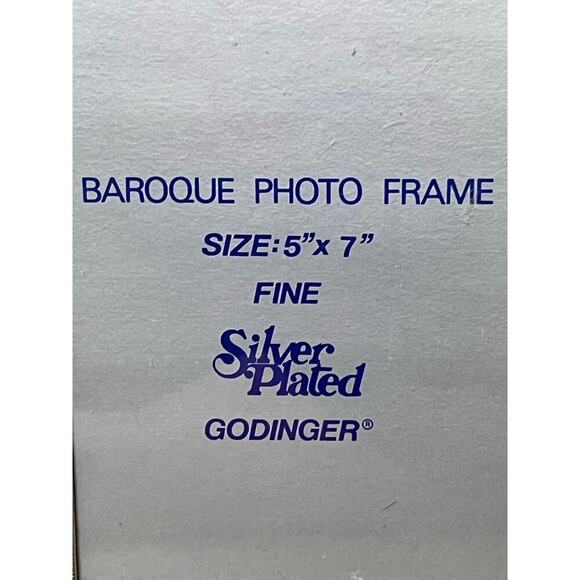 BAROQUE PHOTO FRAME
SIZE: 5" x 7"
FINE
Silver
Plated
GODINGER®